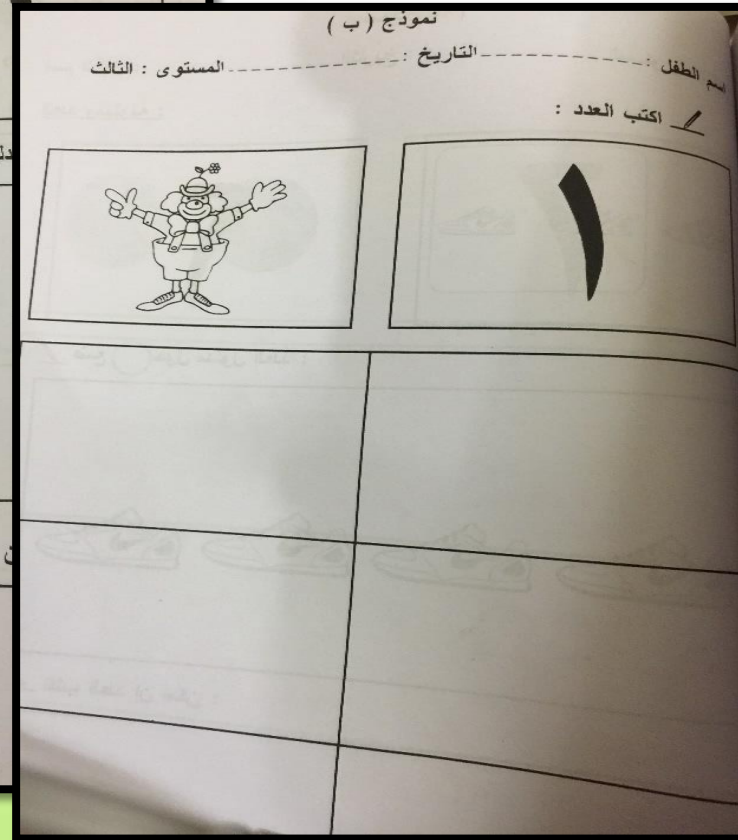 نموذج ( ب )
اسم الطفل : ------------- التاريخ : ------------- المستوى : الثالث
اكتب العدد :
١